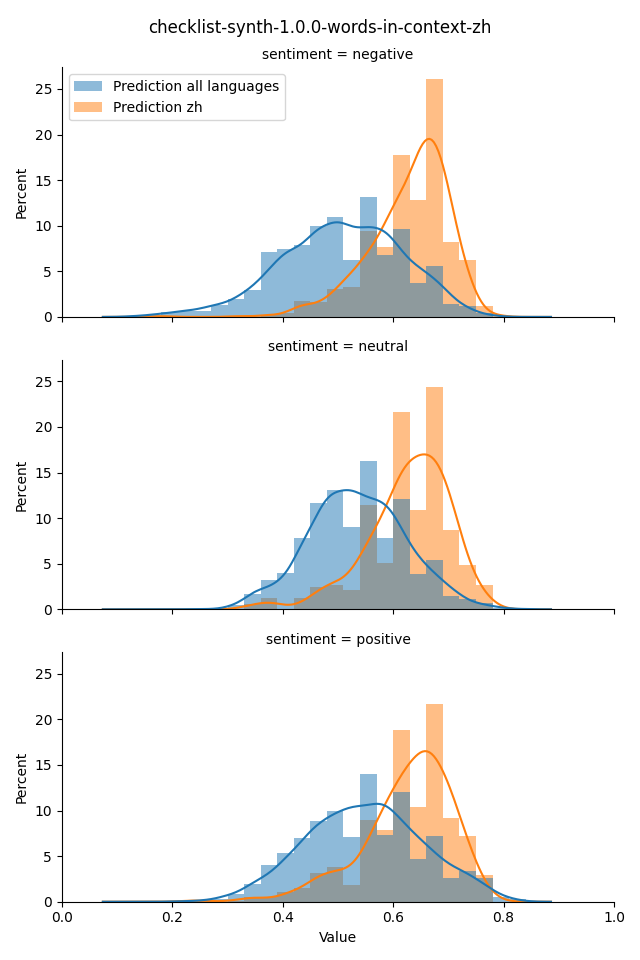 checklist-synth-1.0.0-words-in-context-zh
sentiment = negative
Prediction all languages
Prediction zh
Percent
25
20
15
10
5
0
sentiment = neutral
Percent
25
20
15
10
5
0
sentiment = positive
Percent
25
20
15
10
5
0
0.0 0.2 0.4 0.6 0.8 1.0
Value